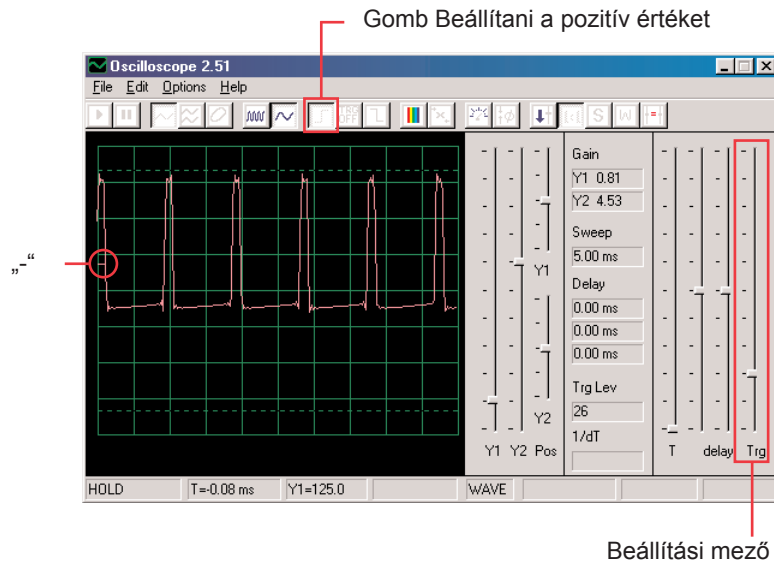 Gomb Beállítani a pozitív értéket
Oscilloscope 2.51
File Edit Options Help
TRG
OFF
S
Gain
Y1 0.81
Y2 4.53
Sweep
5.00 ms
Y1
Delay
0.00 ms
0.00 ms
0.00 ms
Trg Lev
26
Y2
1/dT
Y1 Y2 Pos
T delay Trg
HOLD T=-0.08 ms Y1=125.0 WAVE
„-“
Beállítási mező